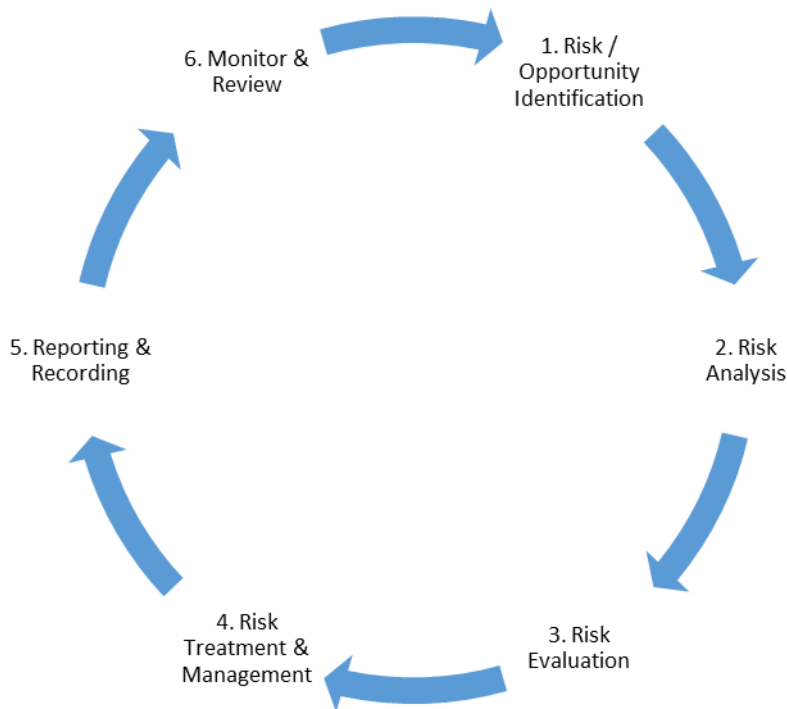 1. Risk /
Opportunity
Identification
2. Risk
Analysis
3. Risk
Evaluation
4. Risk
Treatment &
Management
5. Reporting &
Recording
6. Monitor &
Review